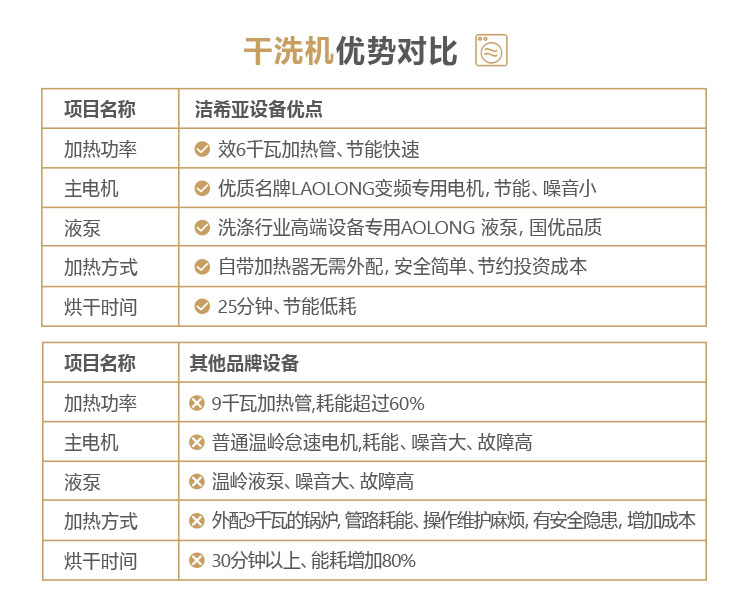 干洗机优势对比
项目名称 洁希亚设备优点
加热功率 效6千瓦加热管、节能快速
主电机 优质名牌LAOLONG变频专用电机, 节能、噪音小
液泵 洗涤行业高端设备专用AOLONG 液泵, 国优品质
加热方式 自带加热器无需外配, 安全简单、节约投资成本
烘干时间 25分钟、节能低耗
项目名称 其他品牌设备
加热功率 9千瓦加热管,耗能超过60%
主电机 普通温岭怠速电机,耗能、噪音大、故障高
液泵 温岭液泵、噪音大、故障高
加热方式 外配9千瓦的锅炉, 管路耗能、操作维护麻烦, 有安全隐患, 增加成本
烘干时间 30分钟以上、能耗增加80%